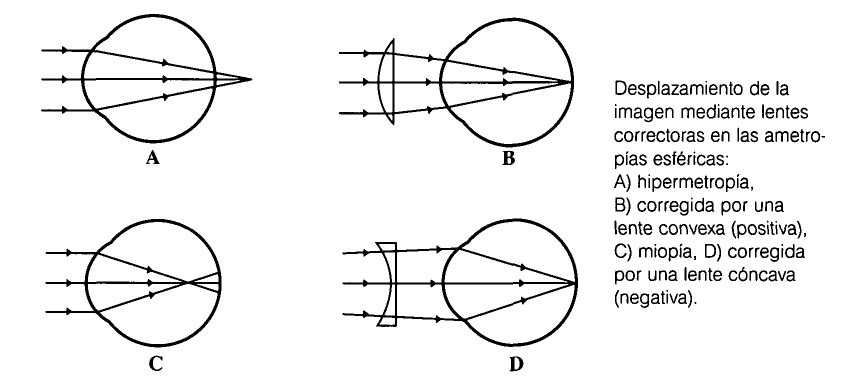 A
B
Desplazamiento de la
imagen mediante lentes
correctoras en las ametro-
pías esféricas:
A) hipermetropía,
B) corregida por una
lente convexa (positiva),
C) miopía, D) corregida
por una lente cóncava
(negativa).
C
D